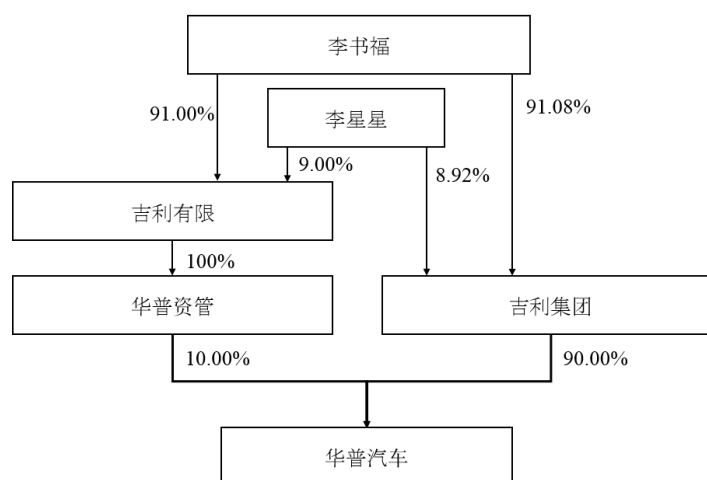 李书福
91.00%
李星星
91.08%
9.00%
8.92%
吉利有限
100%
华普资管
吉利集团
10.00%
90.00%
华普汽车